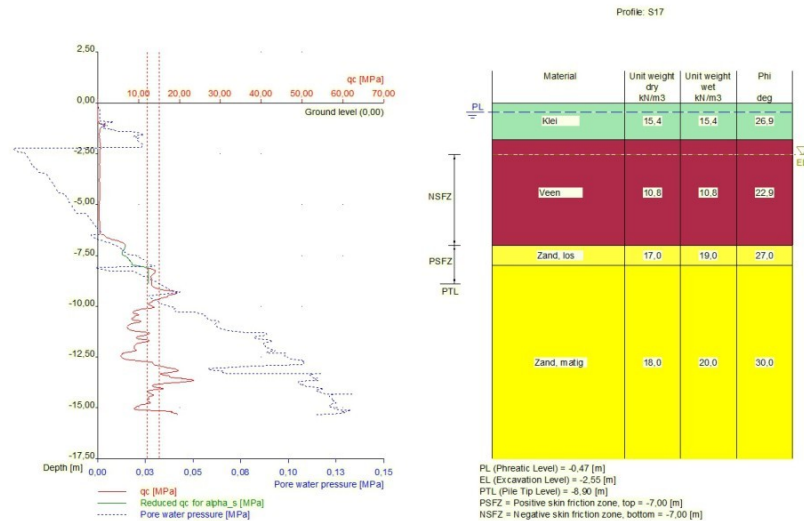 Profile: S17
2,50
qc [MPa]
10,00 20,00 30,00 40,00 50,00 60,00 70,00
0,00
Ground level (0,00)
-2,50
-5,00
-7,50
-10,00
-12,50
-15,00
-17,50
Depth [m]
0,00 0,03 0,05 0,08 0,10 0,13 0,15
Pore water pressure [MPa]
qc [MPa]
Reduced qc for alpha_s [MPa]
Pore water pressure [MPa]
Material Unit weight Unit weight Phi
dry wet
kN/m3 kN/m3 deg
PL
Klei 15,4 15,4 26,9
EL
NSFZ
Veen 10,8 10,8 22,9
PSFZ
Zand, los 17,0 19,0 27,0
PTL
Zand, matig 18,0 20,0 30,0
PL (Phreatic Level) = -0,47 [m]
EL (Excavation Level) = -2,55 [m]
PTL (Pile Tip Level) = -8,90 [m]
PSFZ = Positive skin friction zone, top = -7,00 [m]
NSFZ = Negative skin friction zone, bottom = -7,00 [m]